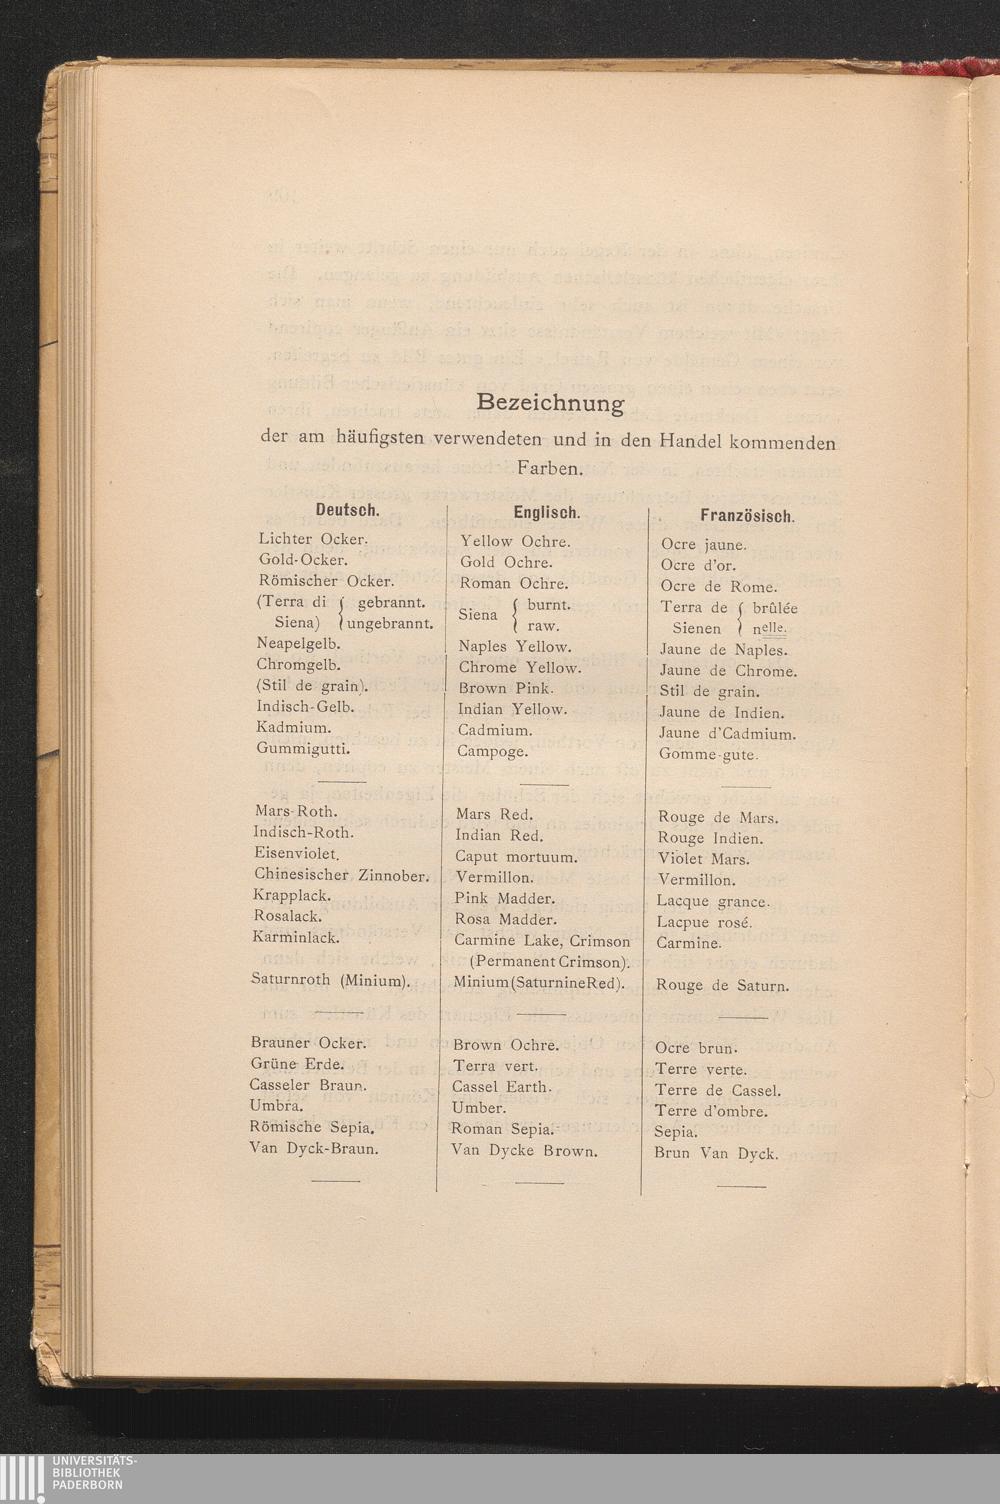 Bezeichnung
der am häufigsten verwendeten und in den Handel kommenden
Farben.
Deutsch.
Lichter Ocker.
Gold-Ocker.
Römischer Ocker.
(Terra di { gebrannt.
Siena) { ungebrannt.
Neapelgelb.
Chromgelb.
(Stil de grain).
Indisch-Gelb.
Kadmium.
Gummigutti.
Mars-Roth.
Indisch-Roth.
Eisenviolet.
Chinesischer Zinnober.
Krapplack.
Rosalack.
Karminlack.
Saturnroth (Minium).
Brauner Ocker.
Grüne Erde.
Casseler Braun.
Umbra.
Römische Sepia.
Van Dyck-Braun.
Englisch.
Yellow Ochre.
Gold Ochre.
Roman Ochre.
Siena { burnt.
raw.
Naples Yellow.
Chrome Yellow.
Brown Pink.
Indian Yellow.
Cadmium.
Campoge.
Mars Red.
Indian Red.
Caput mortuum.
Vermillon.
Pink Madder.
Rosa Madder.
Carmine Lake, Crimson
(Permanent Crimson).
Minium (Saturnine Red).
Brown Ochre.
Terra vert.
Cassel Earth.
Umber.
Roman Sepia.
Van Dycke Brown.
Französisch.
Ocre jaune.
Ocre d'or.
Ocre de Rome.
Terra de { brûlée
Sienen { nelle.
Jaune de Naples.
Jaune de Chrome.
Stil de grain.
Jaune de Indien.
Jaune d'Cadmium.
Gomme-gute.
Rouge de Mars.
Rouge Indien.
Violet Mars.
Vermillon.
Lacque grance.
Lacpue rosé.
Carmine.
Rouge de Saturn.
Ocre brun.
Terre verte.
Terre de Cassel.
Terre d'ombre.
Sepia.
Brun Van Dyck.
UNIVERSITÄTS-
BIBLIOTHEK
PADERBORN